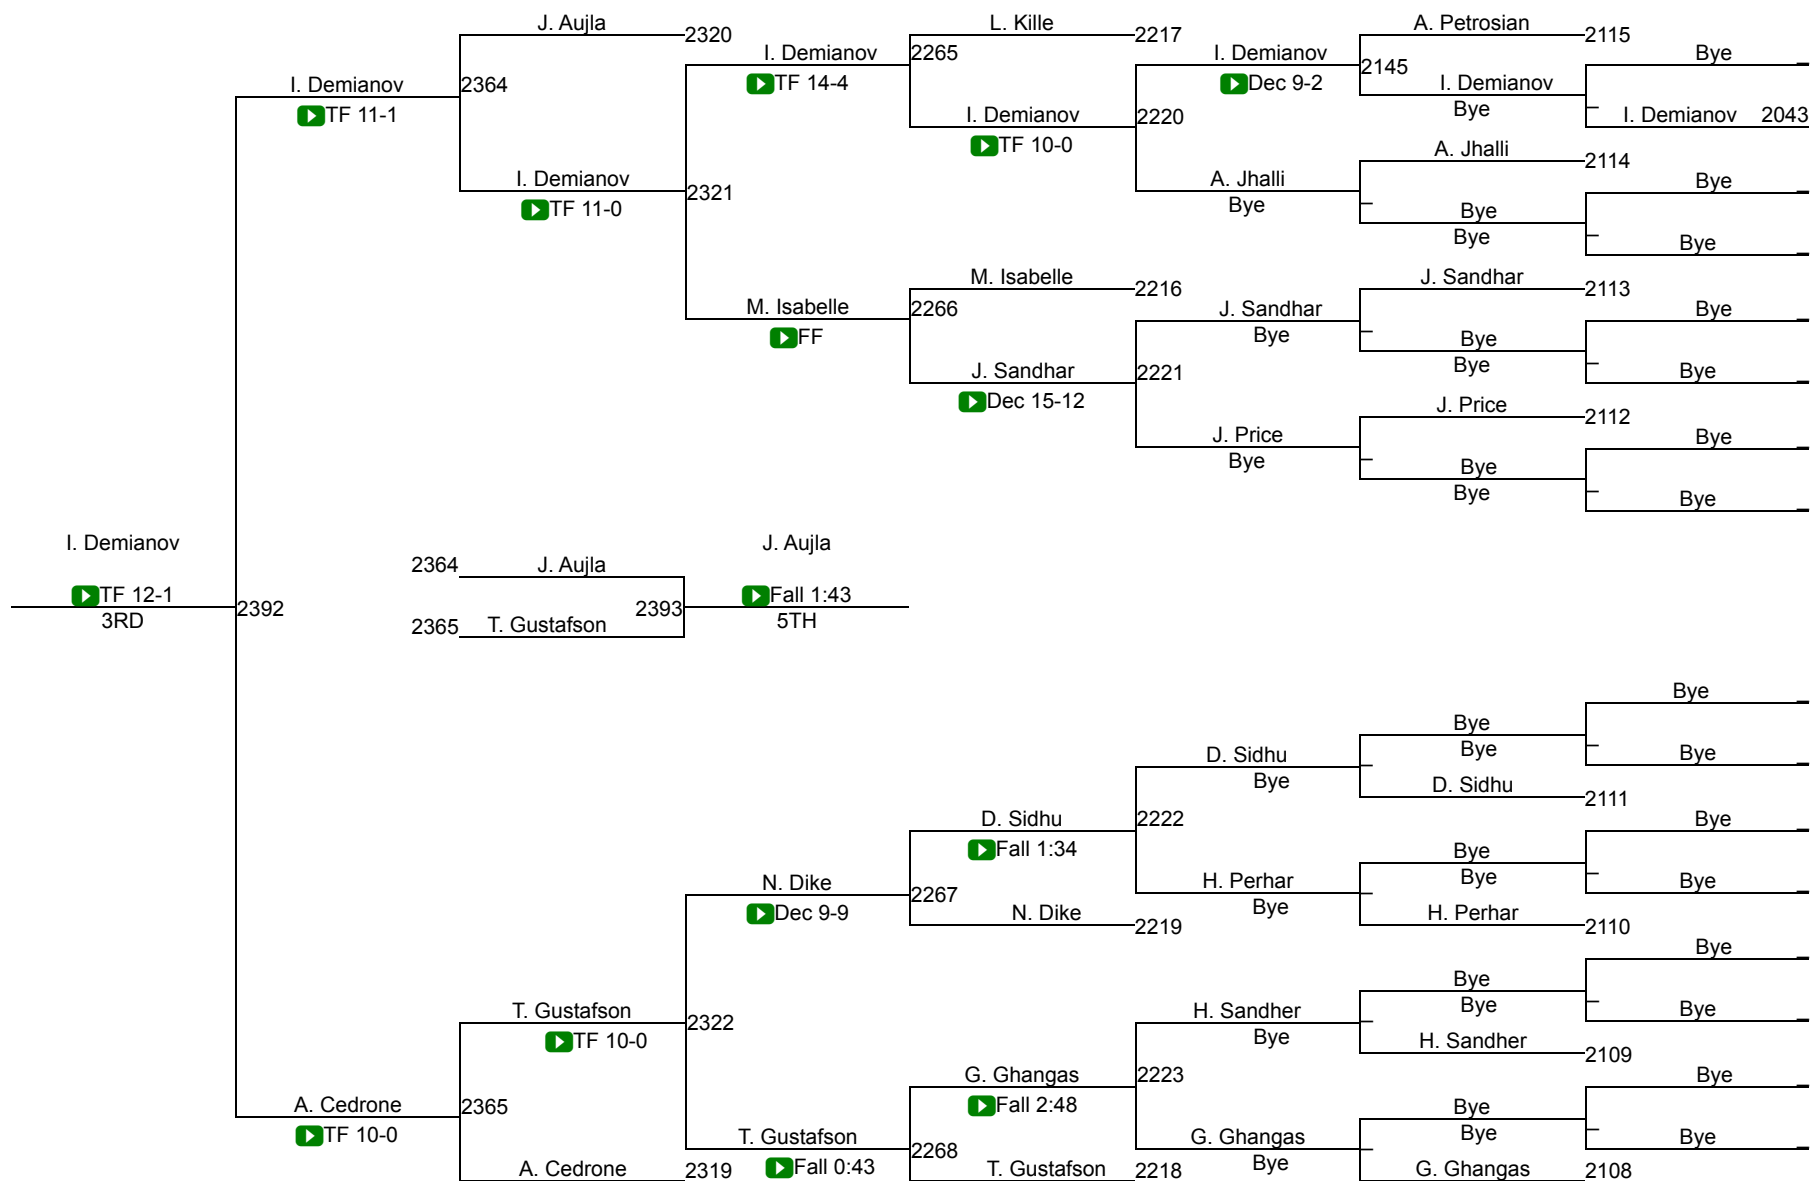 J. Aujla 2320
L. Kille 2217
A. Petrosian 2115
I. Demianov 2265
I. Demianov 2145
Bye
I. Demianov 2364
TF 14-4
Dec 9-2
I. Demianov
TF 11-1
I. Demianov 2220
Bye
I. Demianov 2043
TF 10-0
A. Jhalli 2114
I. Demianov 2321
A. Jhalli
Bye
TF 11-0
Bye
Bye
Bye
Bye
M. Isabelle 2216
J. Sandhar 2113
M. Isabelle 2266
J. Sandhar
Bye
FF
Bye
Bye
J. Sandhar 2221
Bye
Bye
Dec 15-12
J. Price 2112
J. Price
Bye
Bye
Bye
Bye
Bye
I. Demianov
J. Aujla
2364 J. Aujla
TF 12-1 2392
2393 Fall 1:43
3RD
2365 T. Gustafson
5TH
Bye
Bye
D. Sidhu
Bye
Bye
Bye
D. Sidhu 2111
D. Sidhu 2222
Bye
Fall 1:34
Bye
N. Dike 2267
H. Perhar
Bye
Bye
Bye
Dec 9-9
N. Dike 2219
H. Perhar 2110
Bye
Bye
T. Gustafson 2322
H. Sandher
Bye
Bye
Bye
TF 10-0
H. Sandher 2109
G. Ghangas 2223
Bye
A. Cedrone 2365
Fall 2:48
Bye
TF 10-0
T. Gustafson 2268
G. Ghangas
Bye
Bye
Bye
A. Cedrone 2319
Fall 0:43
T. Gustafson 2218
G. Ghangas 2108